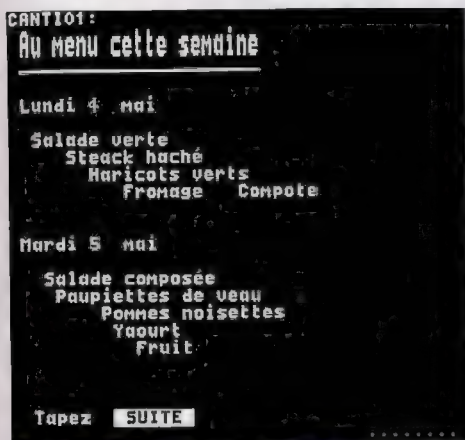 CANTI01:
Au menu cette semaine
Lundi 4 mai
Salade verte
Steack haché
Haricots verts
Fromage Compote
Mardi 5 mai
Salade composée
Paupiettes de veau
Pommes noisettes
Yaourt
Fruit
Tapez SUITE